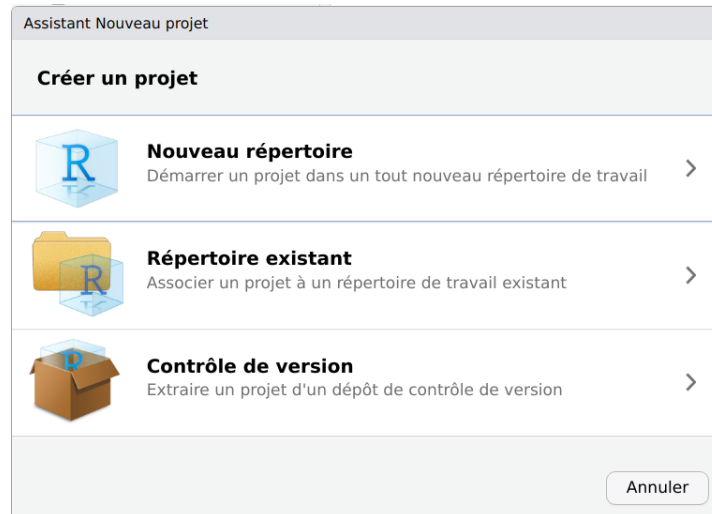 Assistant Nouveau projet
Créer un projet
Nouveau répertoire
Démarrer un projet dans un tout nouveau répertoire de travail
Répertoire existant
Associer un projet à un répertoire de travail existant
Contrôle de version
Extraire un projet d'un dépôt de contrôle de version
Annuler